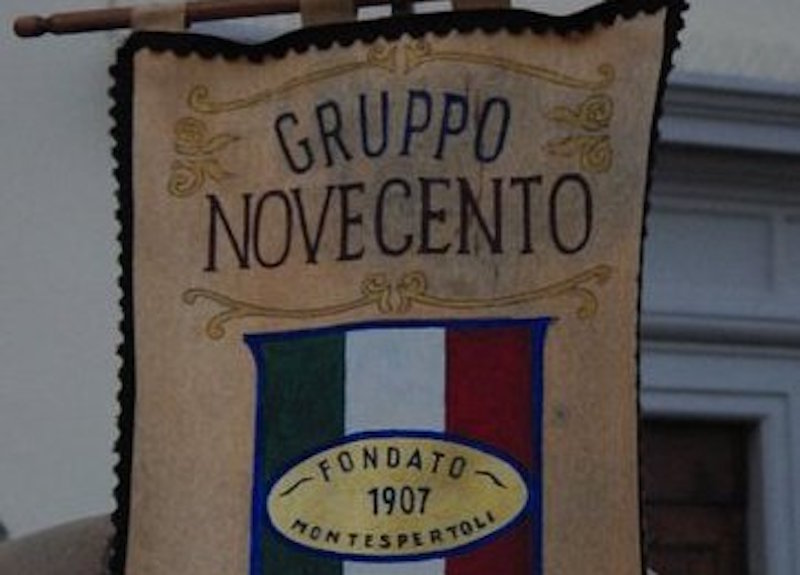 GRUPPO
NOVECENTO
FONDATO
1907
MONTESPERTOLI